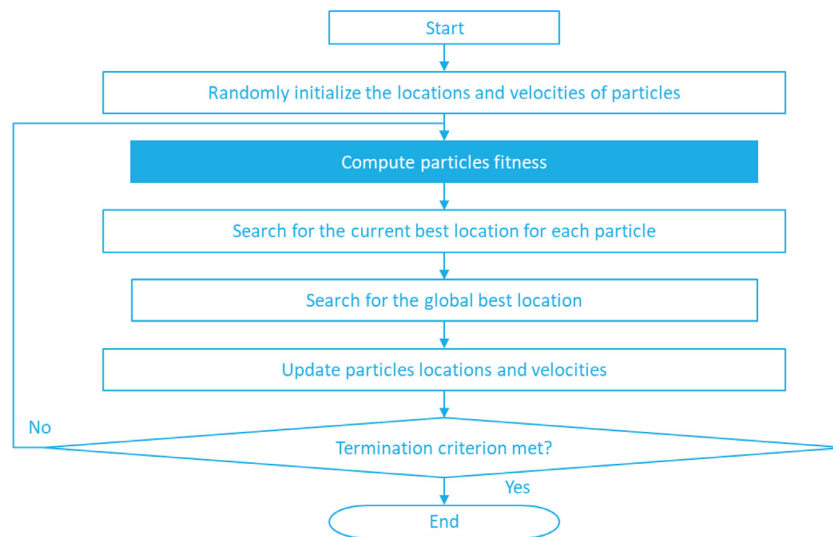 Start
Randomly initialize the locations and velocities of particles
Compute particles fitness
Search for the current best location for each particle
Search for the global best location
Update particles locations and velocities
No
Termination criterion met?
Yes
End